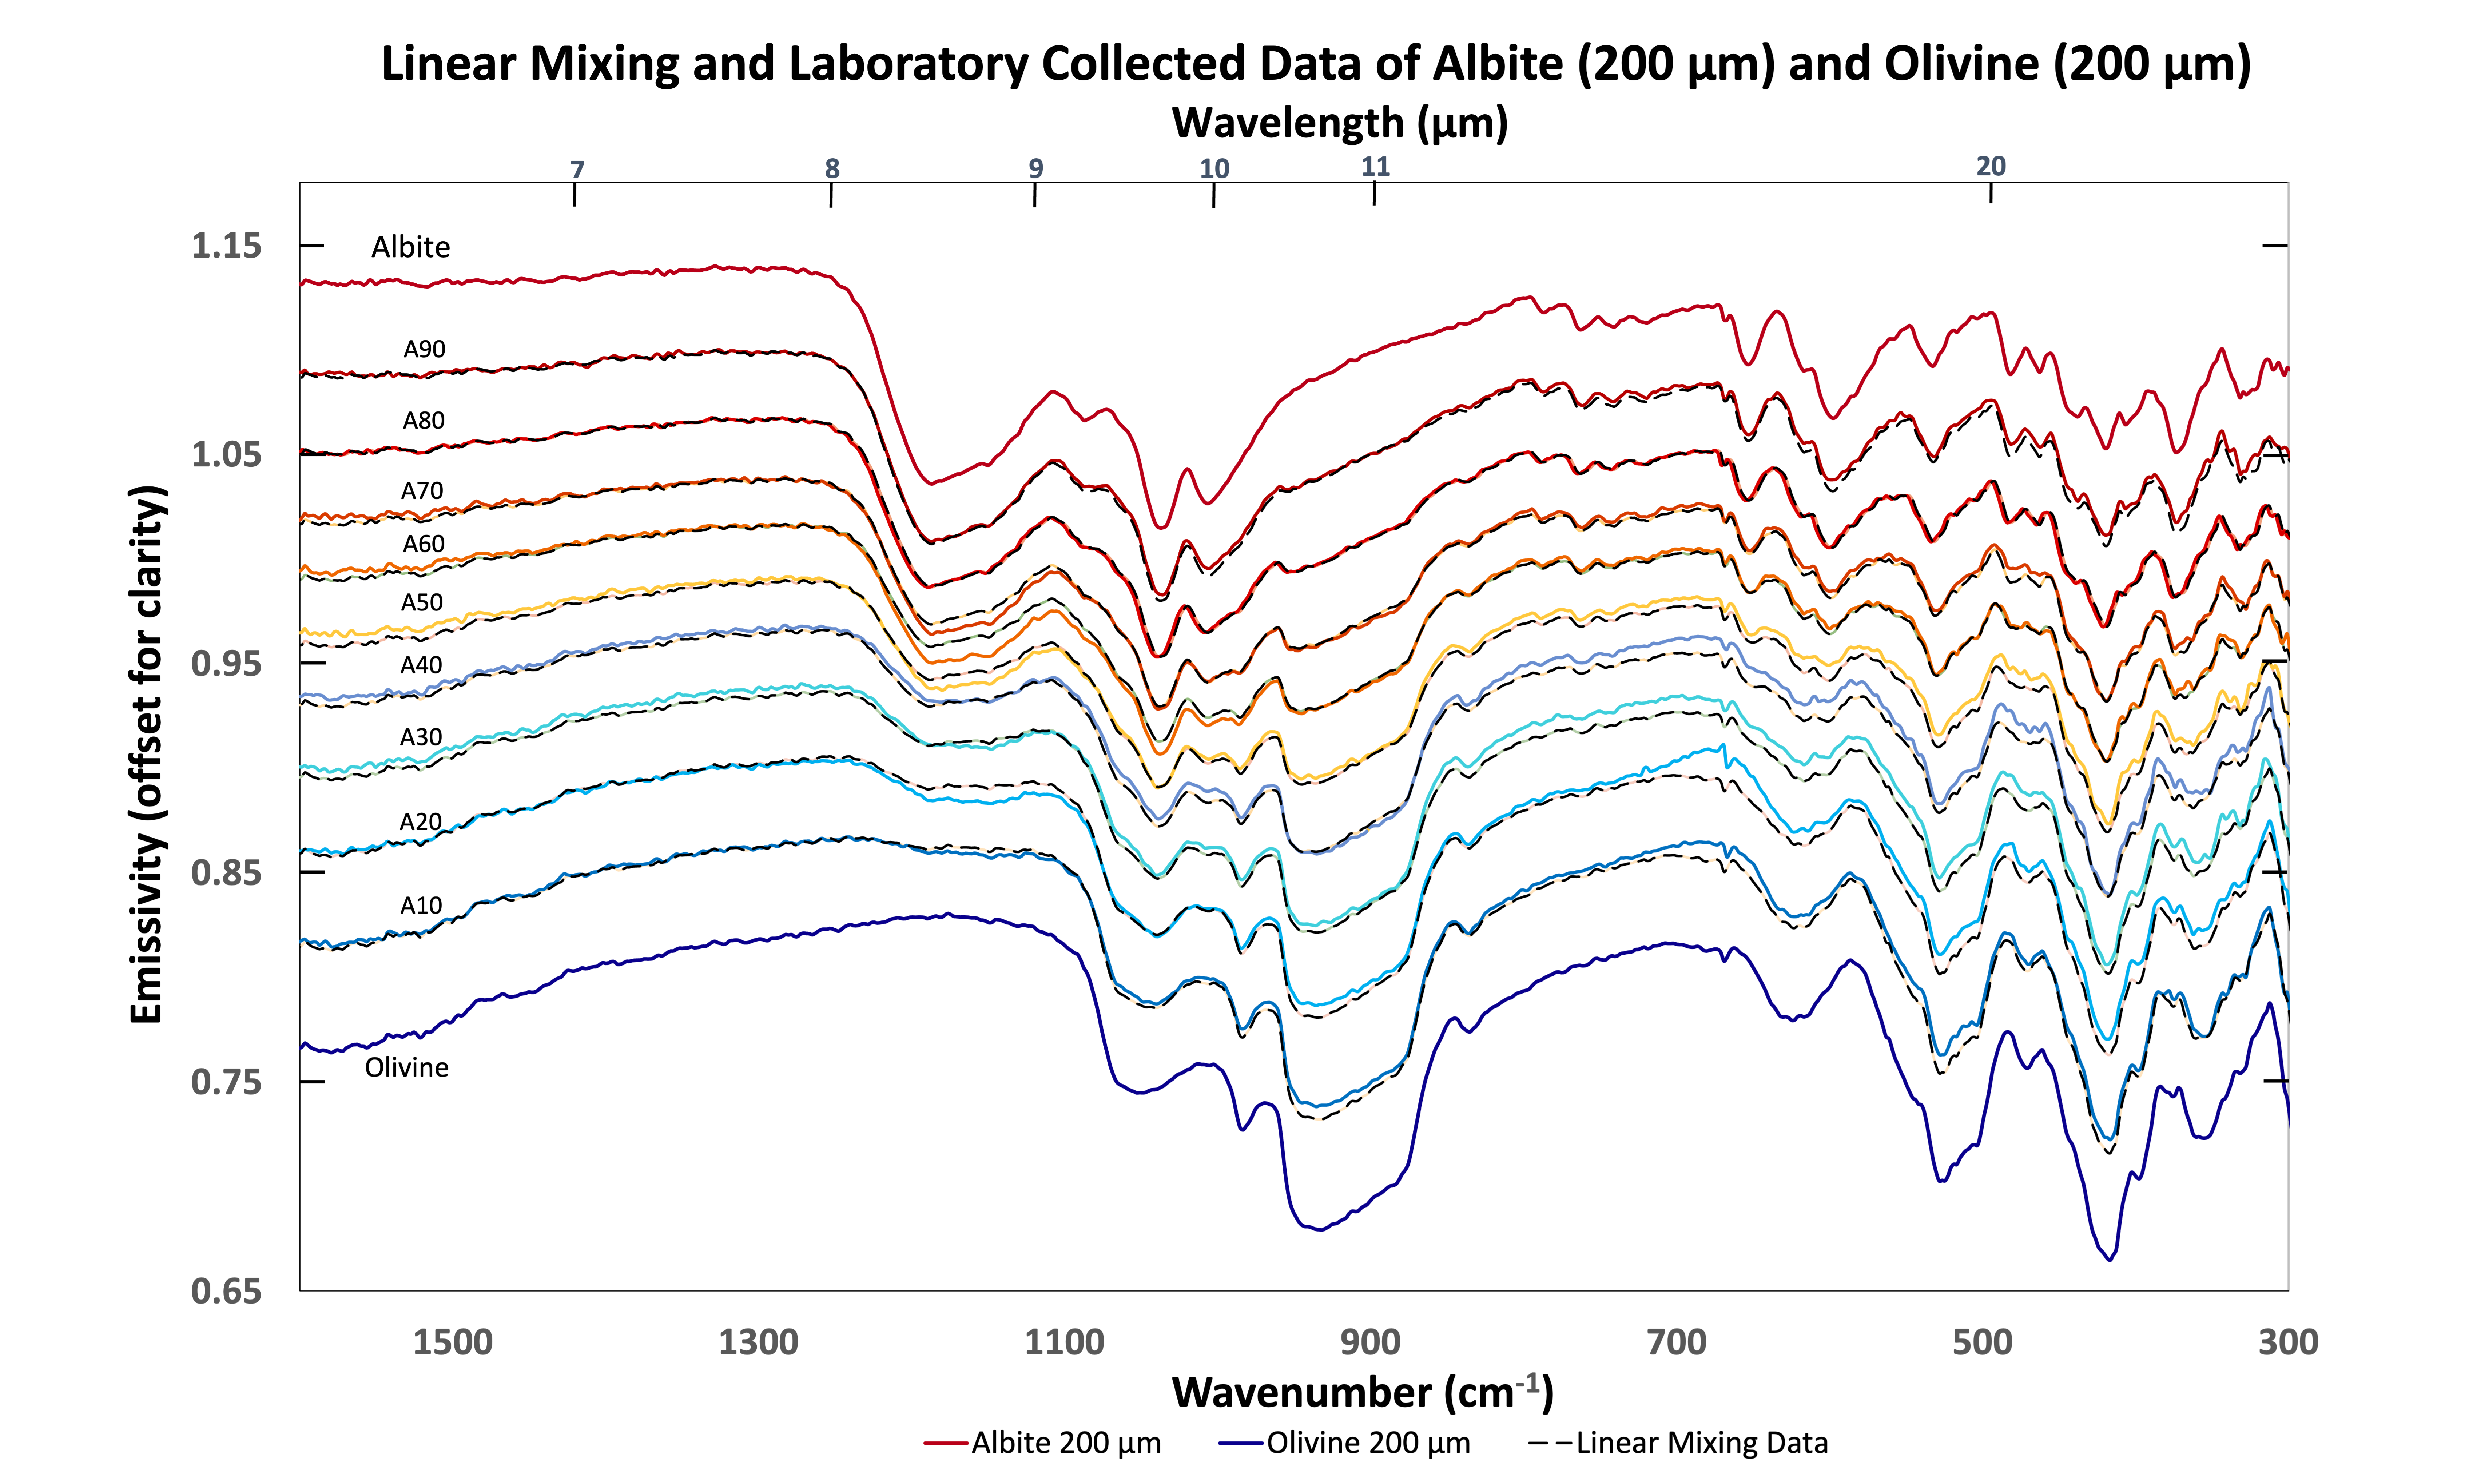 Linear Mixing and Laboratory Collected Data of Albite (200 µm) and Olivine (200 µm)
Wavelength (µm)
7 8 9 10 11 20
1.15
1.05
0.95
0.85
0.75
0.65
Emissivity (offset for clarity)
Albite
A90
A80
A70
A60
A50
A40
A30
A20
A10
Olivine
1500 1300 1100 900 700 500 300
Wavenumber (cm⁻¹)
Albite 200 µm Olivine 200 µm Linear Mixing Data